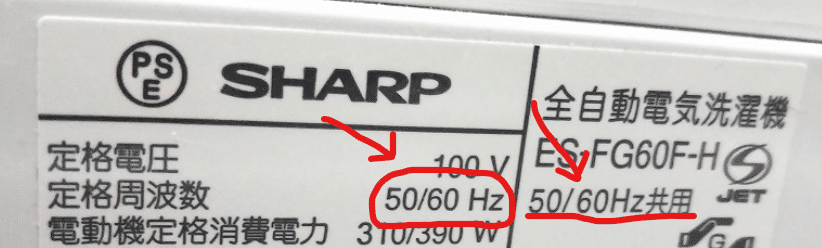 PSE
SHARP
定格電圧 100 V
定格周波数 50/60 Hz
電動機定格消費電力 310/390 W
全自動電気洗濯機
ES-FG60F-H
JET
50/60Hz共用
G